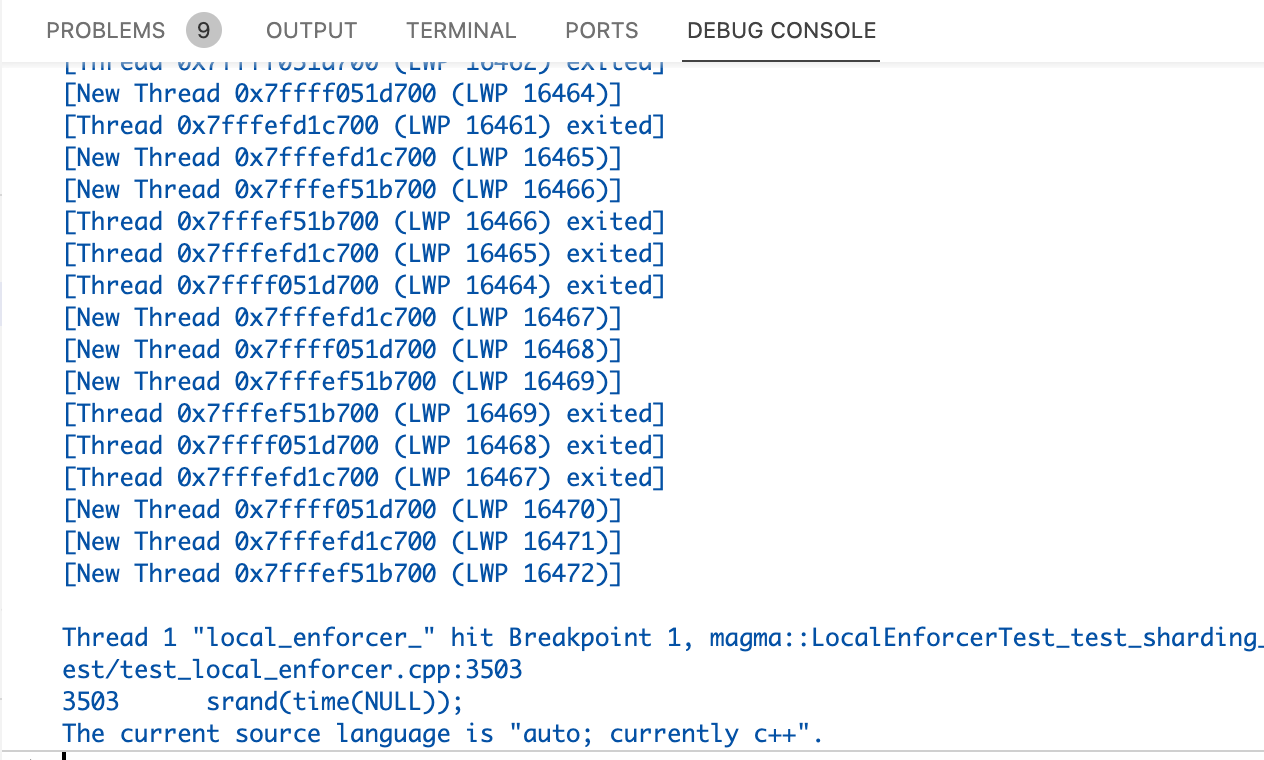 PROBLEMS 9 OUTPUT TERMINAL PORTS DEBUG CONSOLE
[Thread 0x7ffff051d700 (LWP 16462) exited]
[New Thread 0x7ffff051d700 (LWP 16464)]
[Thread 0x7fffefd1c700 (LWP 16461) exited]
[New Thread 0x7fffefd1c700 (LWP 16465)]
[New Thread 0x7fffef51b700 (LWP 16466)]
[Thread 0x7fffef51b700 (LWP 16466) exited]
[Thread 0x7fffefd1c700 (LWP 16465) exited]
[Thread 0x7ffff051d700 (LWP 16464) exited]
[New Thread 0x7fffefd1c700 (LWP 16467)]
[New Thread 0x7ffff051d700 (LWP 16468)]
[New Thread 0x7fffef51b700 (LWP 16469)]
[Thread 0x7fffef51b700 (LWP 16469) exited]
[Thread 0x7ffff051d700 (LWP 16468) exited]
[Thread 0x7fffefd1c700 (LWP 16467) exited]
[New Thread 0x7ffff051d700 (LWP 16470)]
[New Thread 0x7fffefd1c700 (LWP 16471)]
[New Thread 0x7fffef51b700 (LWP 16472)]
Thread 1 "local_enforcer_" hit Breakpoint 1, magma::LocalEnforcerTest_test_sharding_
est/test_local_enforcer.cpp:3503
3503 srand(time(NULL));
The current source language is "auto; currently c++".